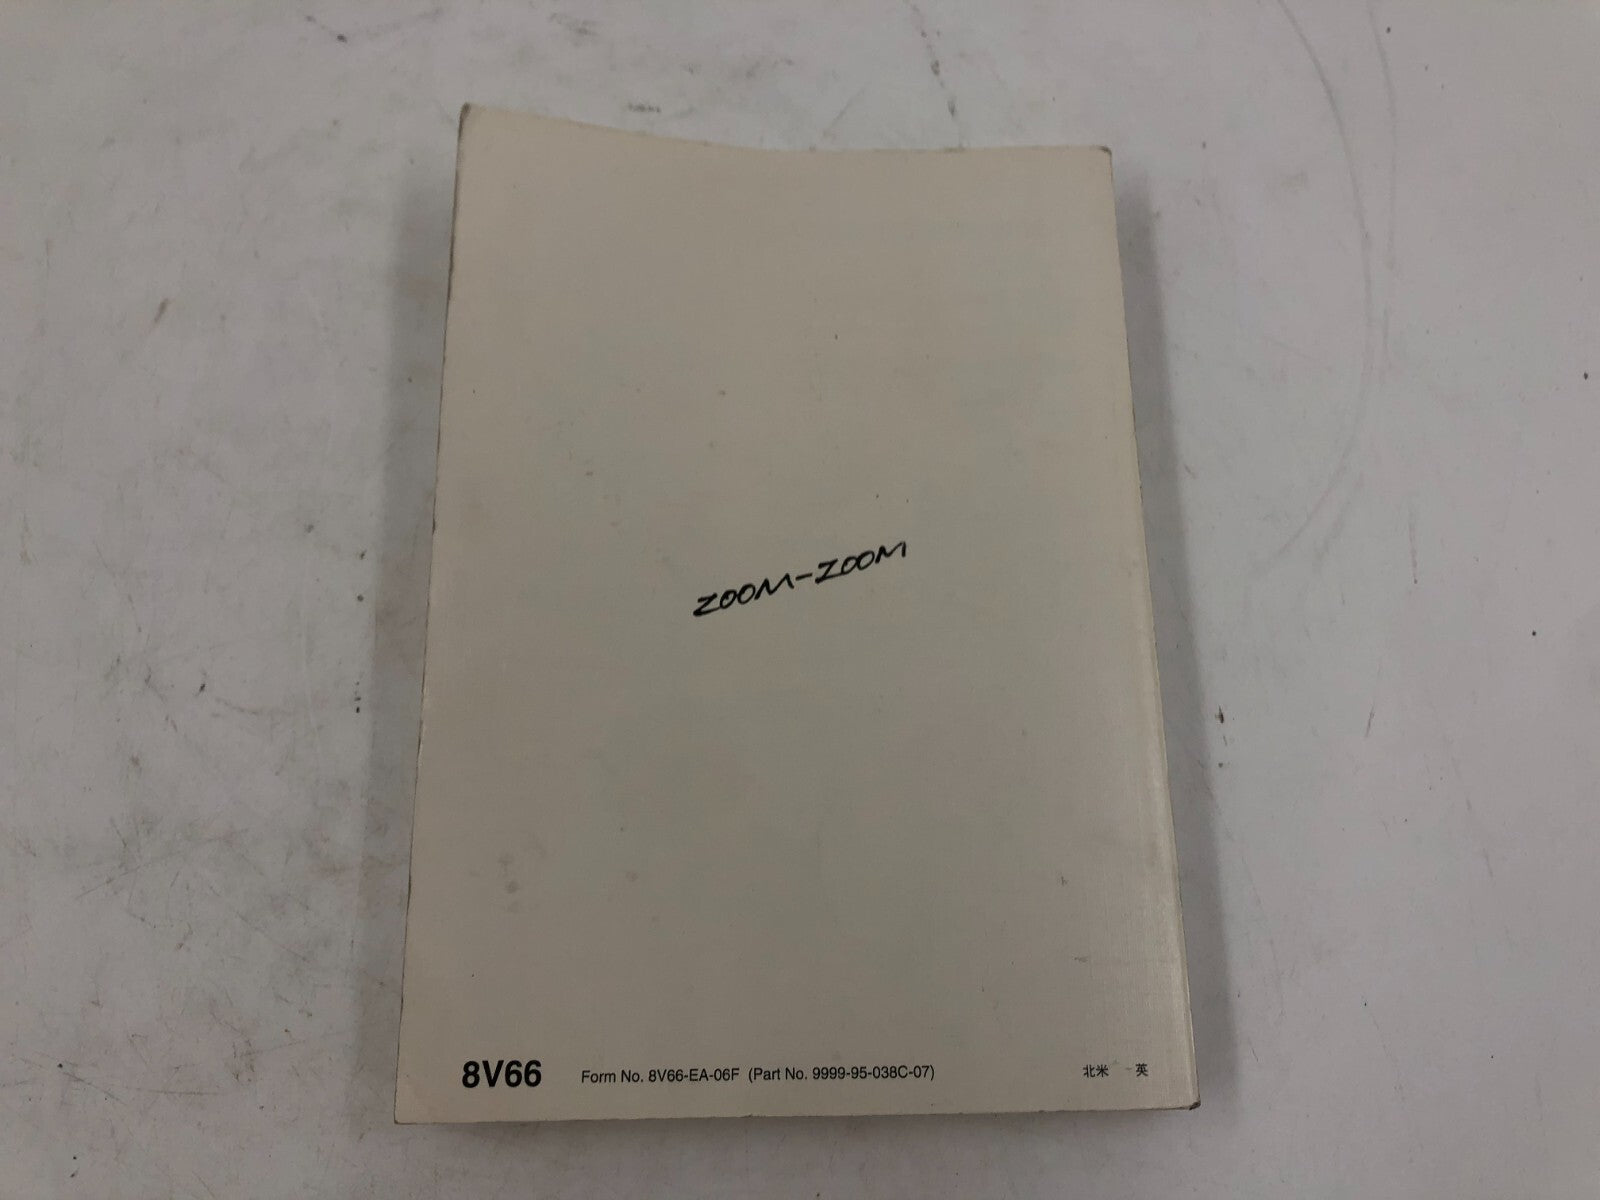 ZOOM-ZOOM
8V66 Form No. 8V66-EA-06F (Part No. 9999-95-038C-07) 北米 英